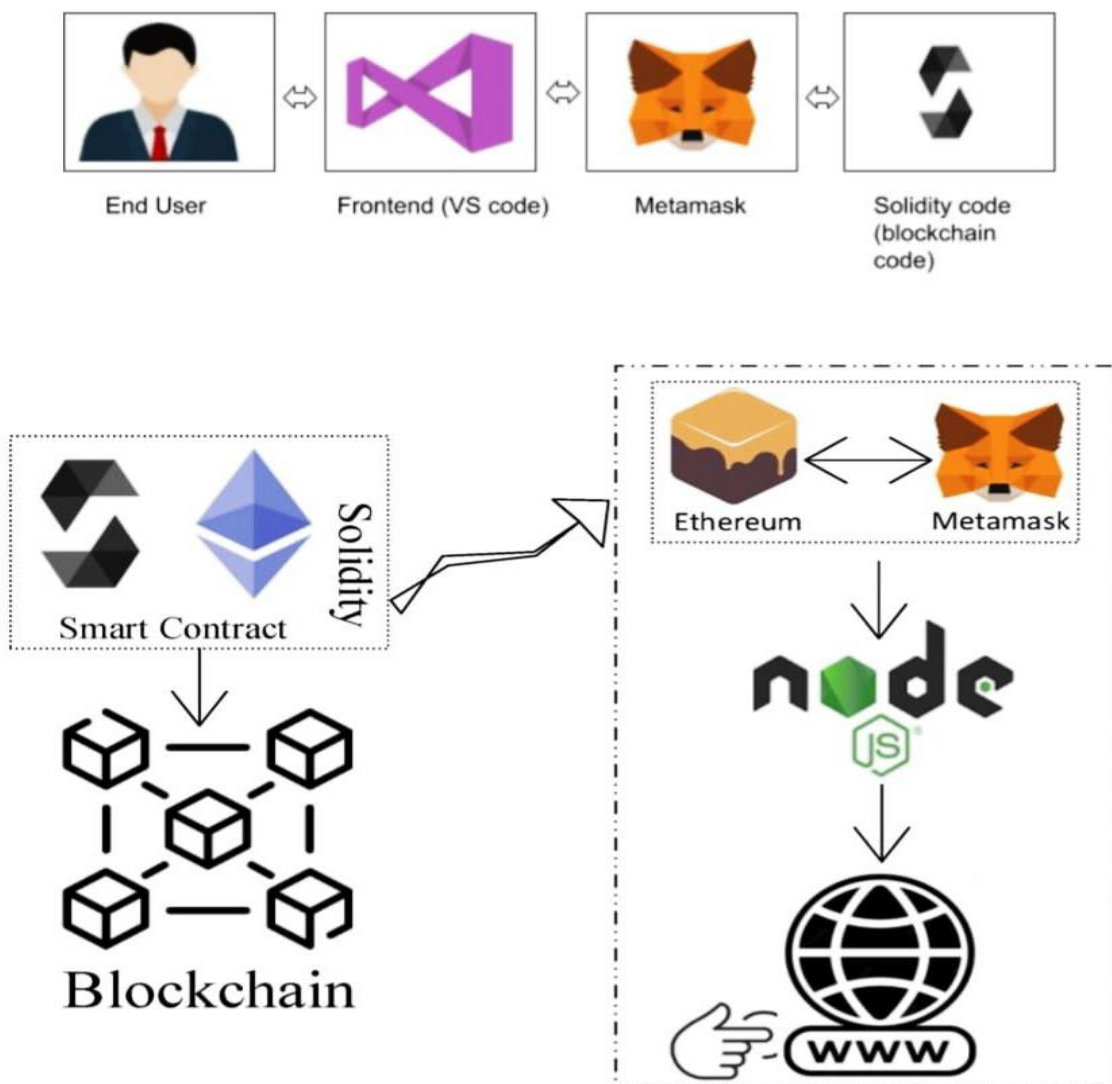 End User
Frontend (VS code)
Metamask
Solidity code
(blockchain
code)
Solidity
Smart Contract
Ethereum
Metamask
node
JS
Blockchain
www